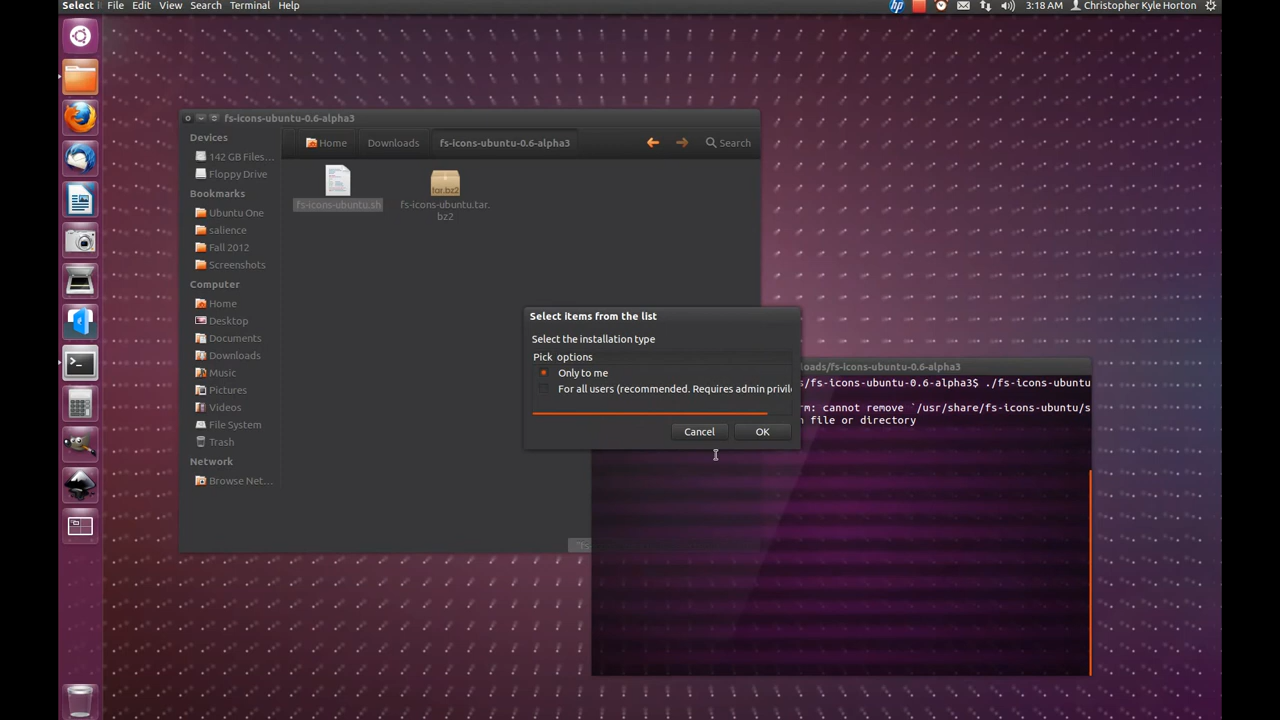 Select
File Edit View Search Terminal Help
hp
3:18 AM
Christopher Kyle Horton
fs-icons-ubuntu-0.6-alpha3
Home
Downloads
fs-icons-ubuntu-0.6-alpha3
Search
Devices
142 GB Files...
Floppy Drive
Bookmarks
Ubuntu One
salience
Fall 2012
Screenshots
Computer
Home
Desktop
Documents
Downloads
Music
Pictures
Videos
File System
Trash
Network
Browse Net...
fs-icons-ubuntu.sh
tar.bz2
fs-icons-ubuntu.tar.
bz2
Select items from the list
Select the installation type
Pick options
Only to me
For all users (recommended. Requires admin privile
Cancel
OK
loads/fs-icons-ubuntu-0.6-alpha3
s/fs-icons-ubuntu-0.6-alpha3$ ./fs-icons-ubuntu
rm: cannot remove `/usr/share/fs-icons-ubuntu/s
file or directory